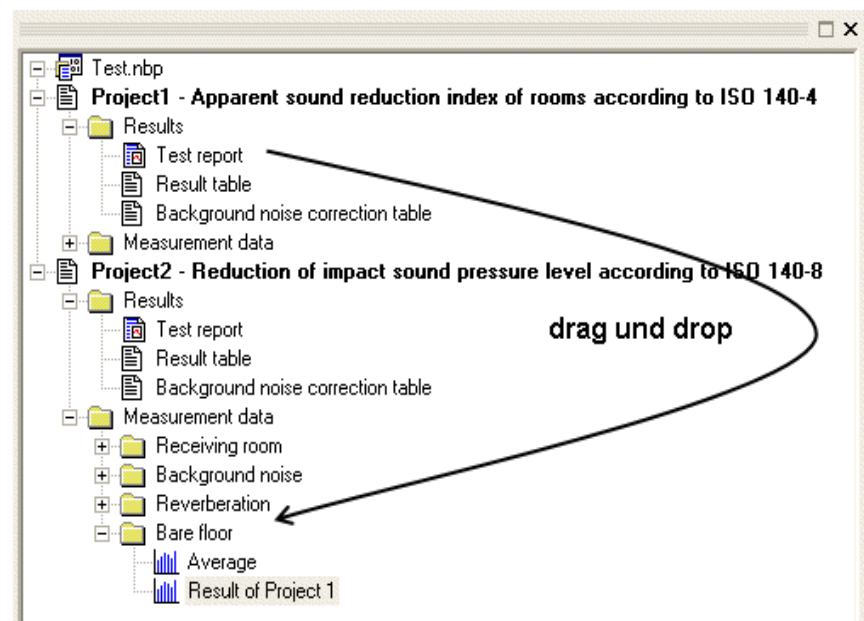 Test.nbp
Project1 - Apparent sound reduction index of rooms according to ISO 140-4
Results
Test report
Result table
Background noise correction table
Measurement data
Project2 - Reduction of impact sound pressure level according to ISO 140-8
Results
Test report
drag und drop
Result table
Background noise correction table
Measurement data
Receiving room
Background noise
Reverberation
Bare floor
Average
Result of Project 1